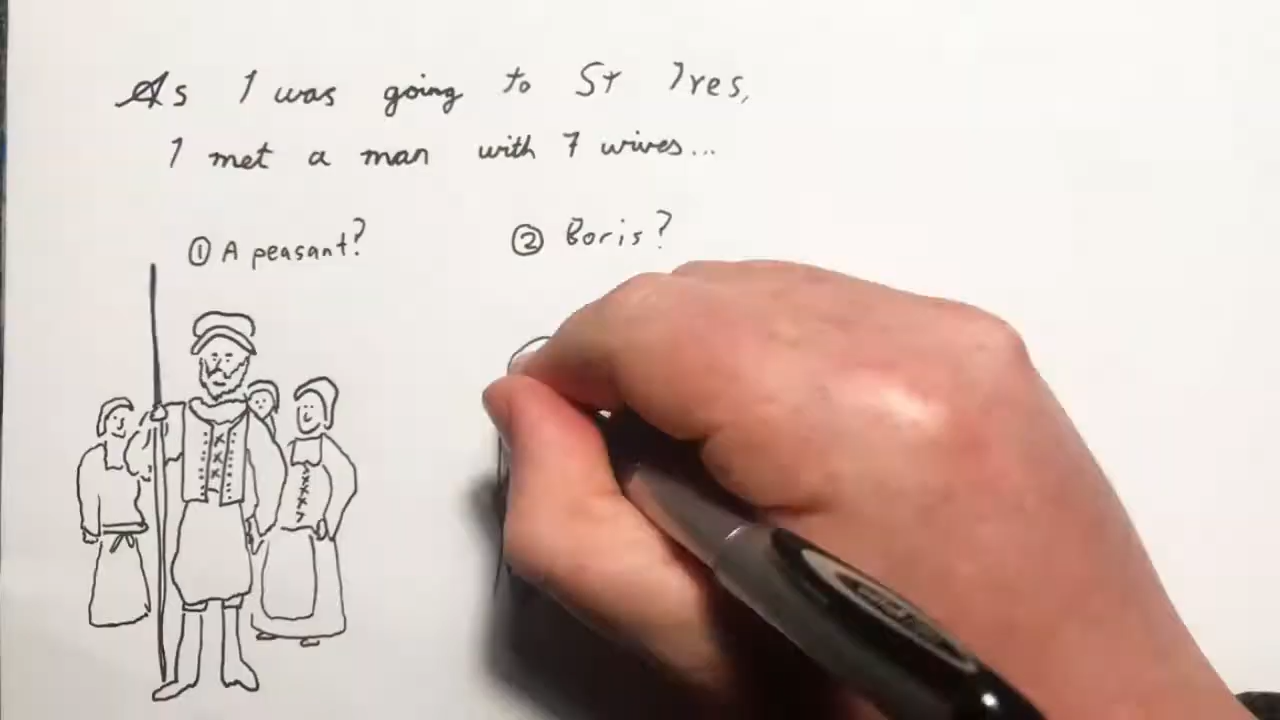 As I was going to St Ives,
I met a man with 7 wives...
① A peasant?
② Boris?